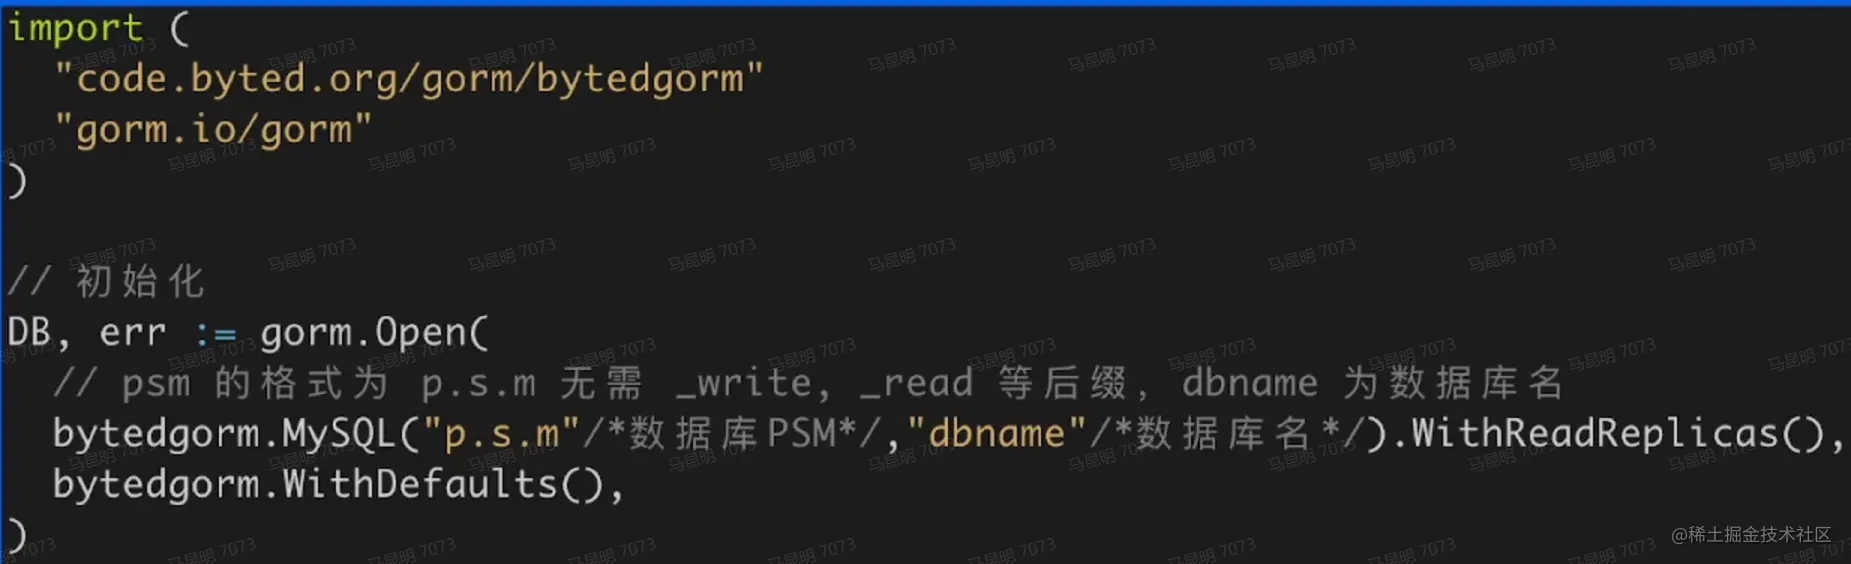 import (
  "code.byted.org/gorm/bytedgorm"
  "gorm.io/gorm"
)
// 初始化
DB, err := gorm.Open(
  // psm 的格式为 p.s.m 无需 _write, _read 等后缀, dbname 为数据库名
  bytedgorm.MySQL("p.s.m"/*数据库PSM*/,"dbname"/*数据库名*/).WithReadReplicas(),
  bytedgorm.WithDefaults(),
)
马昆明 7073
@稀土掘金技术社区